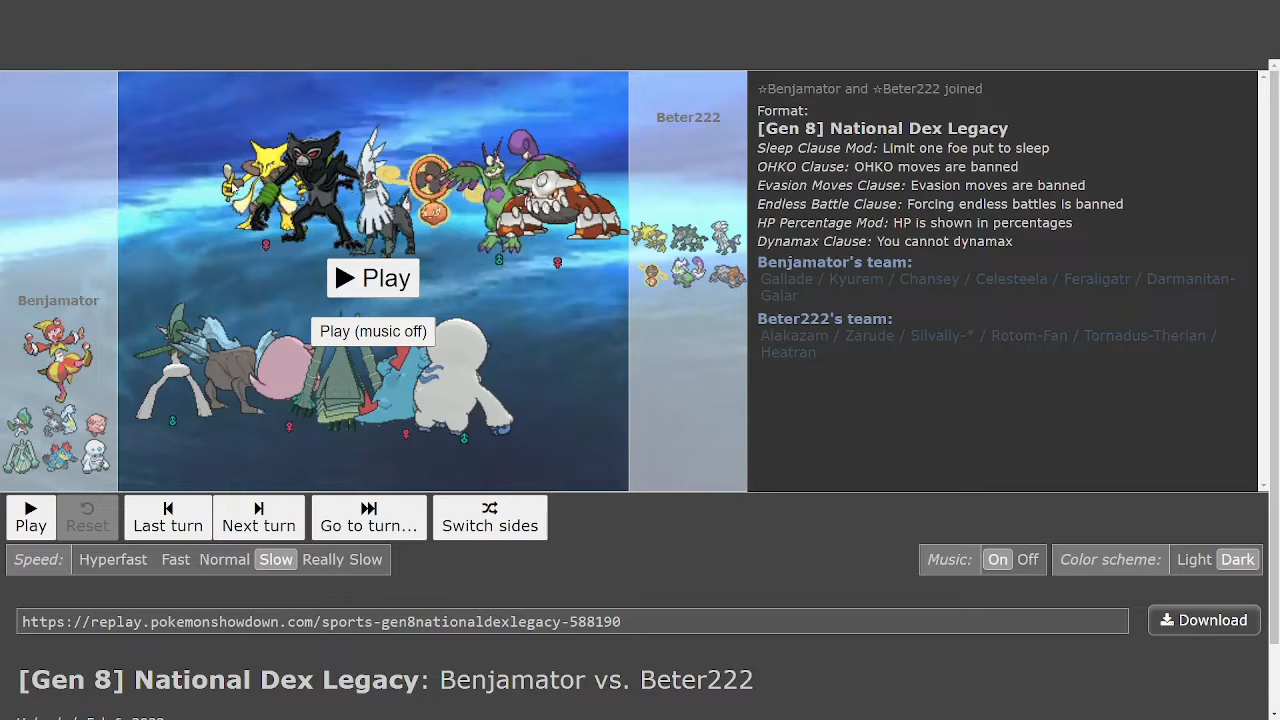 ☆Benjamator and ☆Beter222 joined
Format:
[Gen 8] National Dex Legacy
Sleep Clause Mod: Limit one foe put to sleep
OHKO Clause: OHKO moves are banned
Evasion Moves Clause: Evasion moves are banned
Endless Battle Clause: Forcing endless battles is banned
HP Percentage Mod: HP is shown in percentages
Dynamax Clause: You cannot dynamax
Benjamator's team:
Gallade / Kyurem / Chansey / Celesteela / Feraligatr / Darmanitan-
Galar
Beter222's team:
Alakazam / Zarude / Silvally-* / Rotom-Fan / Tornadus-Therian /
Heatran
Beter222
Benjamator
Play
Play (music off)
Play
Reset
Last turn
Next turn
Go to turn...
Switch sides
Speed: Hyperfast Fast Normal Slow Really Slow
Music: On Off
Color scheme: Light Dark
https://replay.pokemonshowdown.com/sports-gen8nationaldexlegacy-588190
Download
[Gen 8] National Dex Legacy: Benjamator vs. Beter222